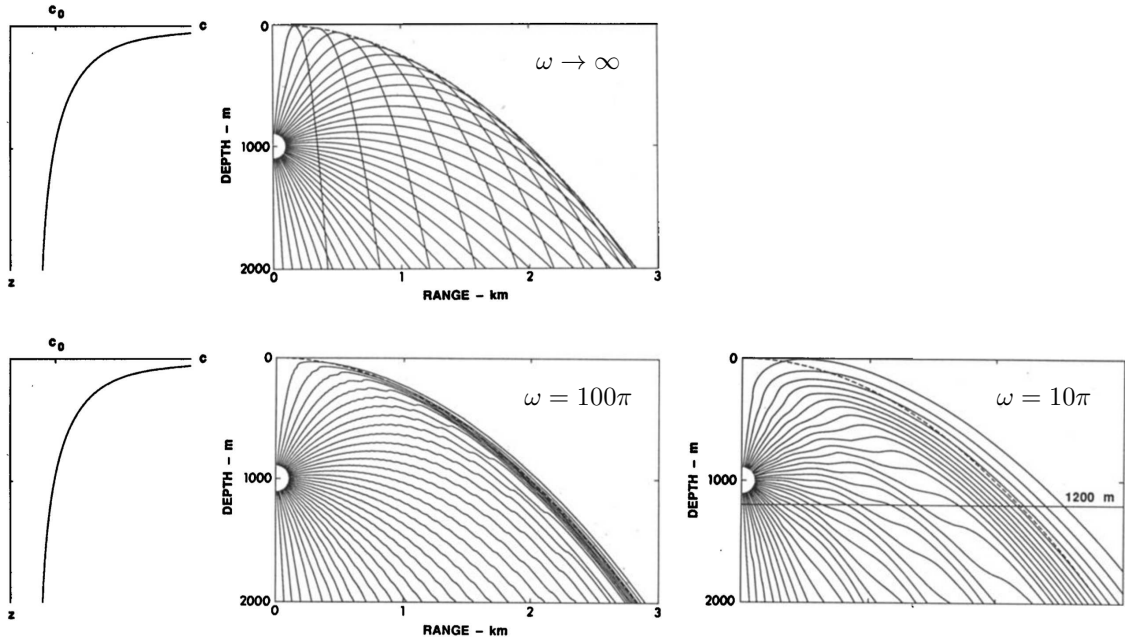 c₀
c
z
0
1000
2000
DEPTH – m
ω → ∞
0 1 2 3
RANGE – km
c₀
c
z
0
1000
2000
DEPTH – m
ω = 100π
0 1 2 3
RANGE – km
0
1000
2000
DEPTH – m
ω = 10π
1200 m